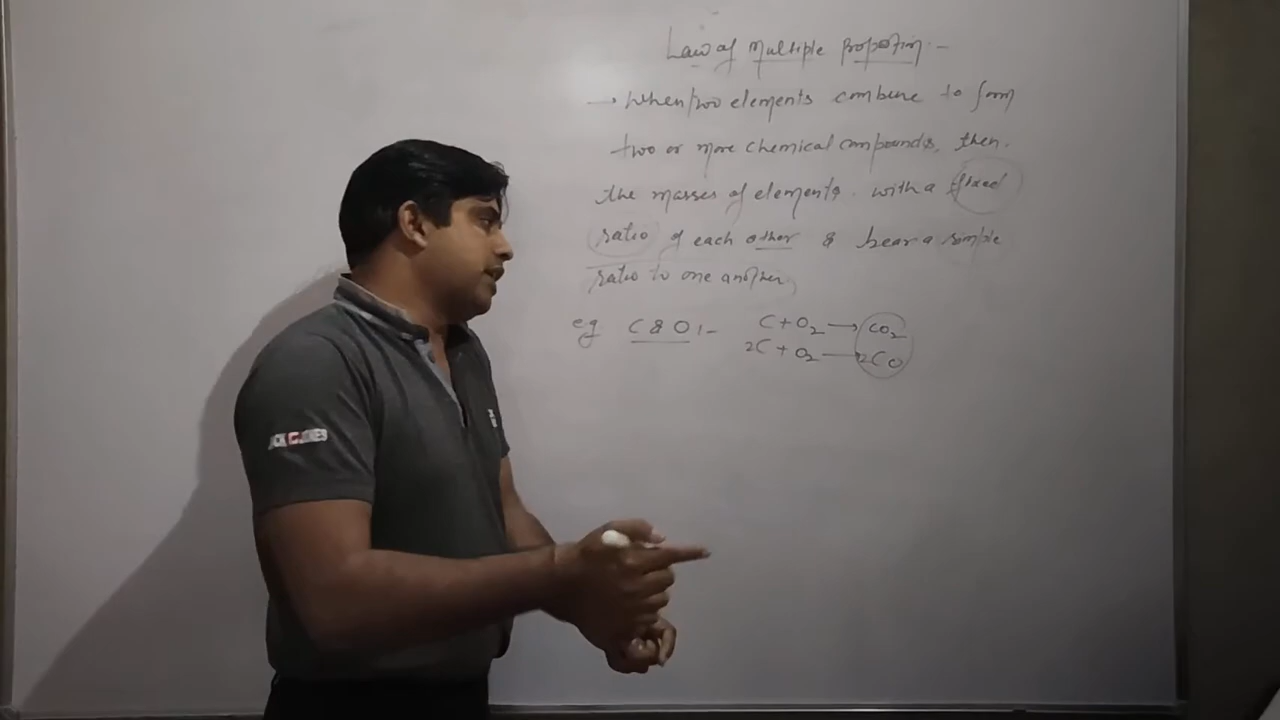 Law of Multiple Proportion:-
→ When two elements combine to form
two or more chemical compounds, then.
the masses of elements. with a fixed
ratio of each other & bear a simple
ratio to one another.
eg C & O:- C + O₂ → CO₂
2C + O₂ → 2CO
JACK & JONES